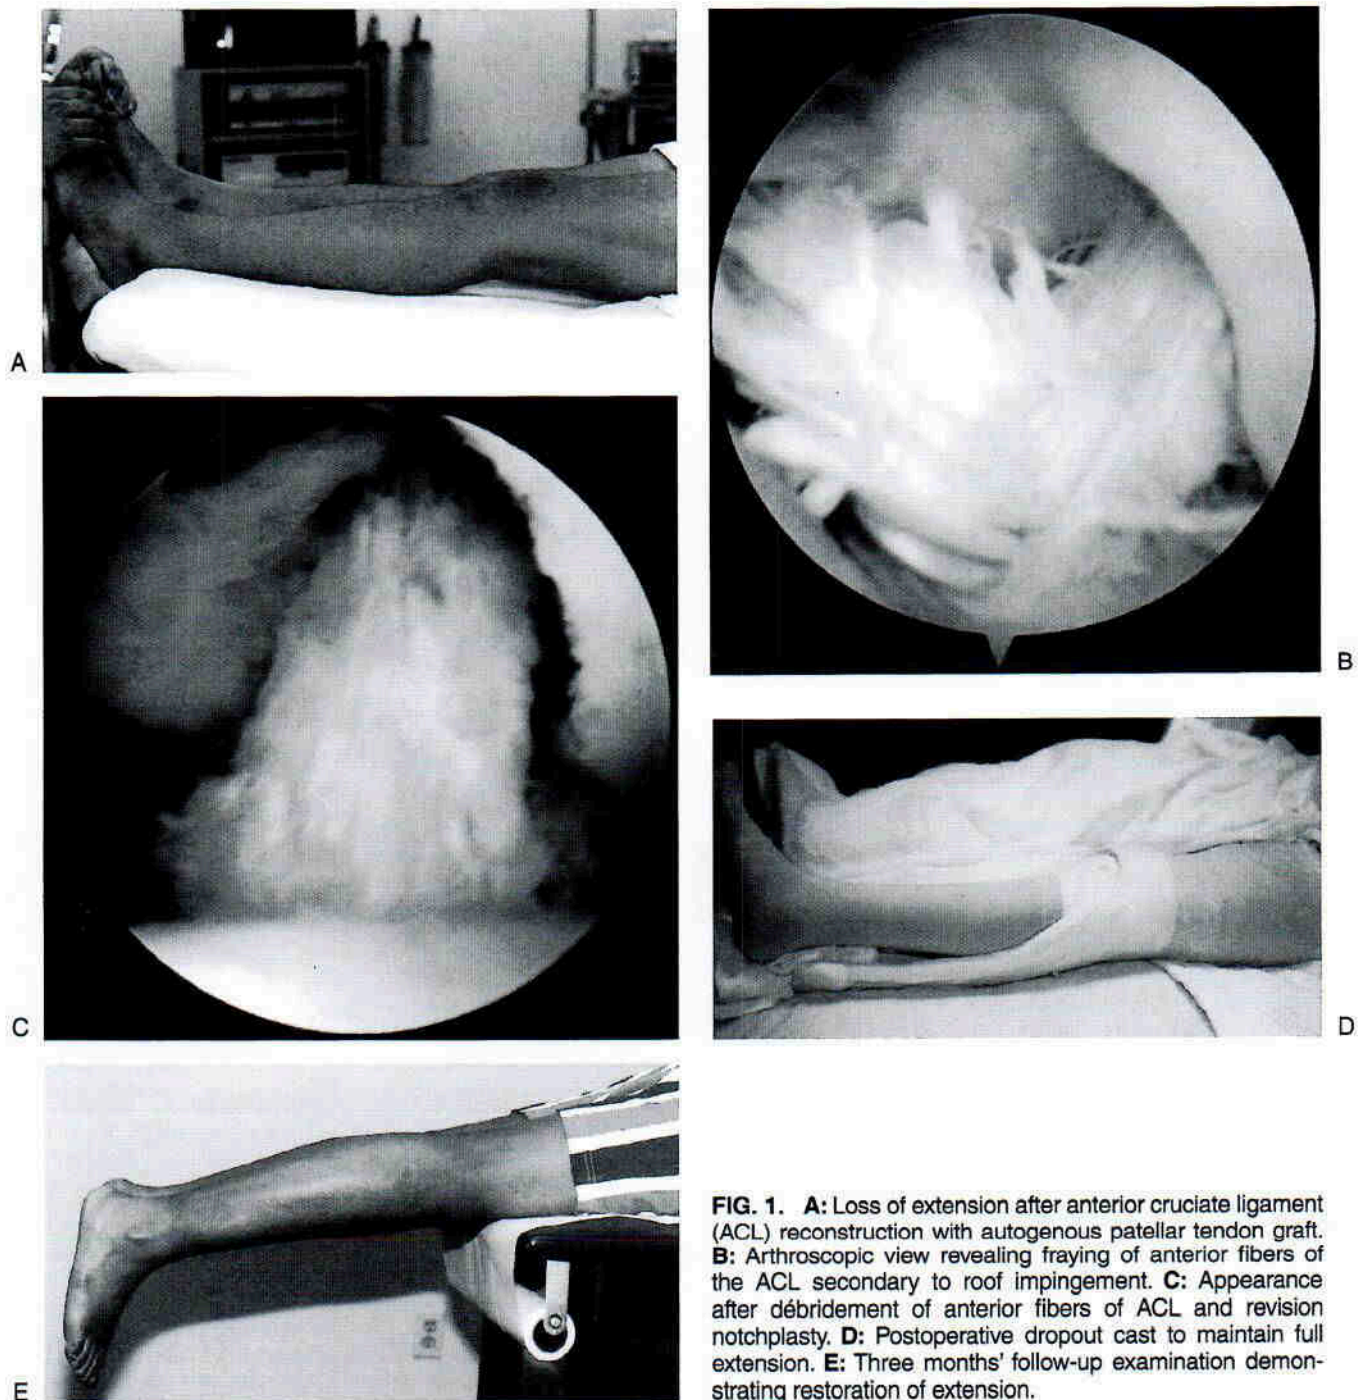 A
B
C
D
E
FIG. 1. A: Loss of extension after anterior cruciate ligament
(ACL) reconstruction with autogenous patellar tendon graft.
B: Arthroscopic view revealing fraying of anterior fibers of
the ACL secondary to roof impingement. C: Appearance
after débridement of anterior fibers of ACL and revision
notchplasty. D: Postoperative dropout cast to maintain full
extension. E: Three months' follow-up examination demon-
strating restoration of extension.